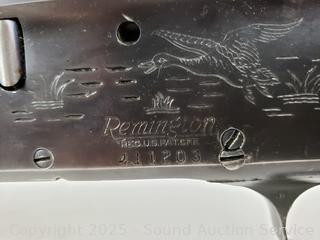 Remington
REG.U.S.PAT.OFF.
411203
Copyright © 2025 - Sound Auction Service